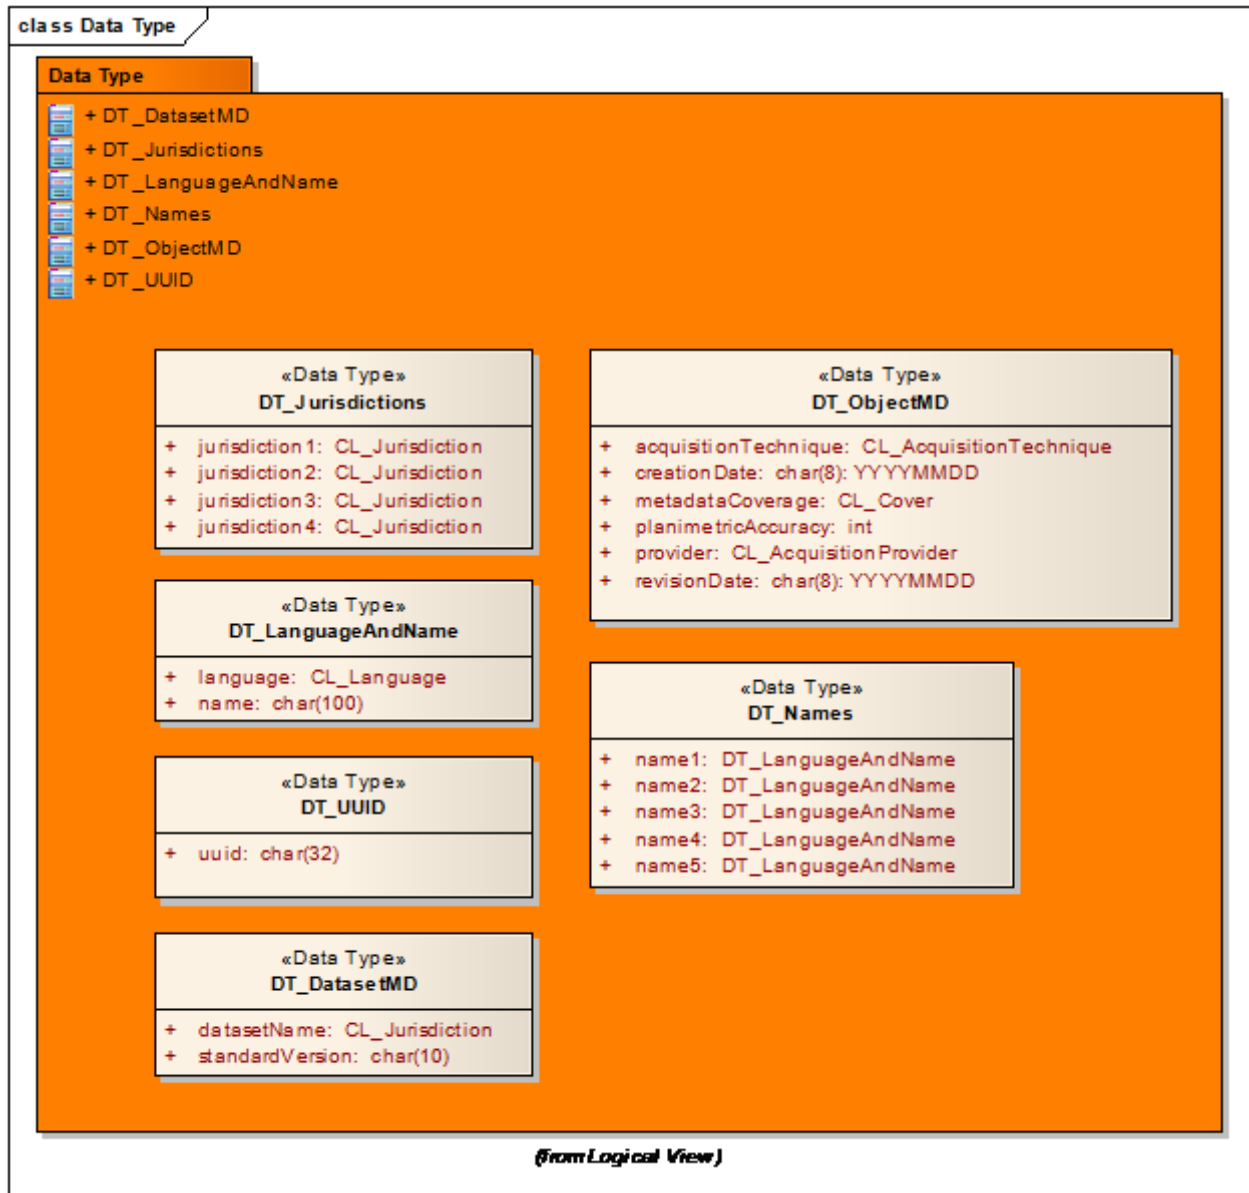 class Data Type
Data Type
+ DT_DatasetMD
+ DT_Jurisdictions
+ DT_LanguageAndName
+ DT_Names
+ DT_ObjectMD
+ DT_UUID
«Data Type»
DT_Jurisdictions
+ jurisdiction1: CL_Jurisdiction
+ jurisdiction2: CL_Jurisdiction
+ jurisdiction3: CL_Jurisdiction
+ jurisdiction4: CL_Jurisdiction
«Data Type»
DT_ObjectMD
+ acquisitionTechnique: CL_AcquisitionTechnique
+ creationDate: char(8): YYYYMMDD
+ metadataCoverage: CL_Cover
+ planimetricAccuracy: int
+ provider: CL_AcquisitionProvider
+ revisionDate: char(8): YYYYMMDD
«Data Type»
DT_LanguageAndName
+ language: CL_Language
+ name: char(100)
«Data Type»
DT_Names
+ name1: DT_LanguageAndName
+ name2: DT_LanguageAndName
+ name3: DT_LanguageAndName
+ name4: DT_LanguageAndName
+ name5: DT_LanguageAndName
«Data Type»
DT_UUID
+ uuid: char(32)
«Data Type»
DT_DatasetMD
+ datasetName: CL_Jurisdiction
+ standardVersion: char(10)
(from Logical View)